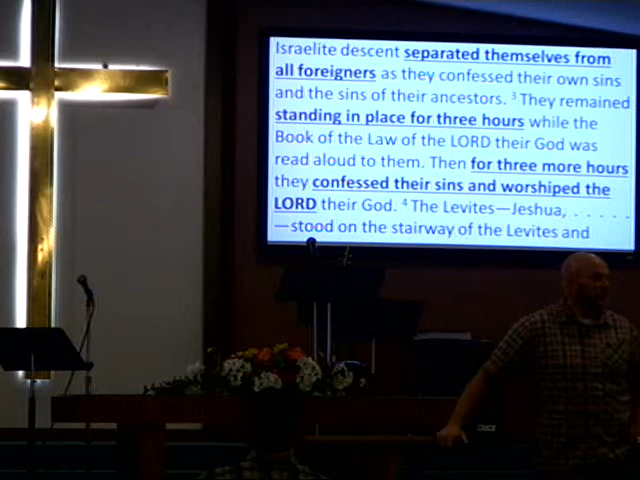 Israelite descent separated themselves from
all foreigners as they confessed their own sins
and the sins of their ancestors. ³ They remained
standing in place for three hours while the
Book of the Law of the LORD their God was
read aloud to them. Then for three more hours
they confessed their sins and worshiped the
LORD their God. ⁴ The Levites—Jeshua, . . . . .
—stood on the stairway of the Levites and